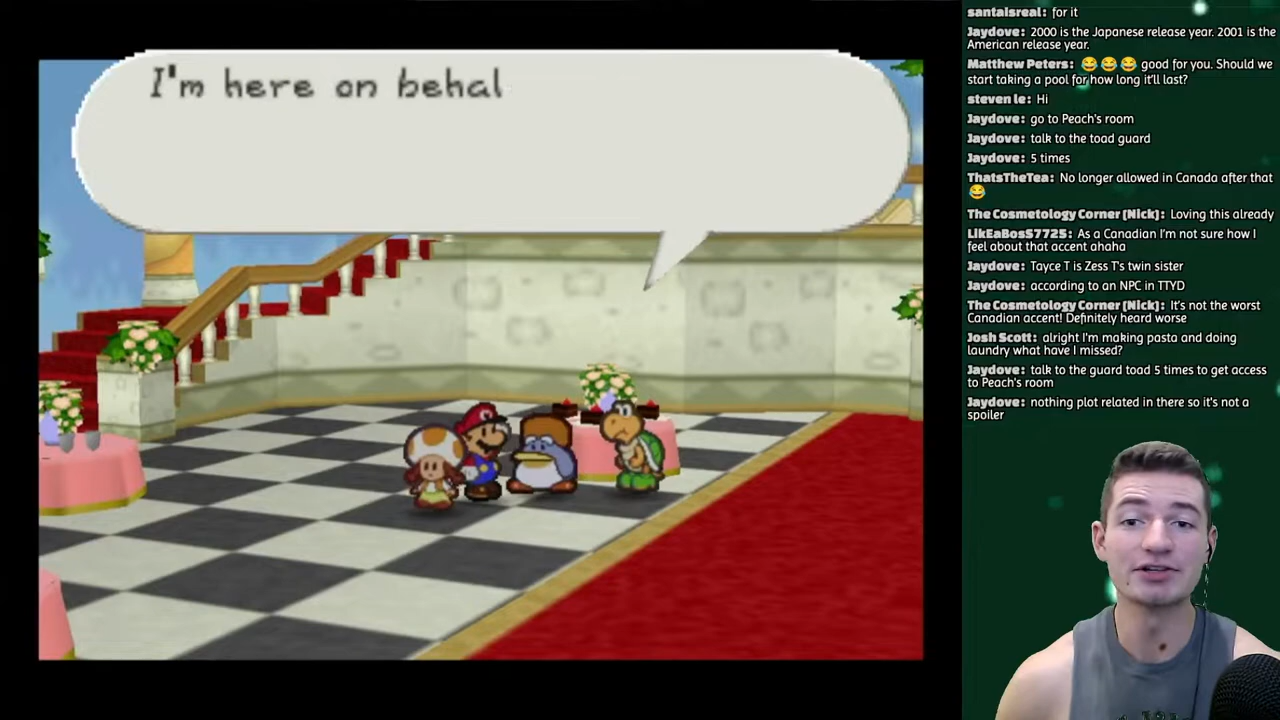 I'm here on behal
santaisreal: for it
Jaydove: 2000 is the Japanese release year. 2001 is the
American release year.
Matthew Peters: 😂 😂 😂 good for you. Should we
start taking a pool for how long it'll last?
steven le: Hi
Jaydove: go to Peach's room
Jaydove: talk to the toad guard
Jaydove: 5 times
ThatsTheTea: No longer allowed in Canada after that
😂
The Cosmetology Corner [Nick]: Loving this already
LikEaBosS7725: As a Canadian I'm not sure how I
feel about that accent ahaha
Jaydove: Tayce T is Zess T's twin sister
Jaydove: according to an NPC in TTYD
The Cosmetology Corner [Nick]: It's not the worst
Canadian accent! Definitely heard worse
Josh Scott: alright I'm making pasta and doing
laundry what have I missed?
Jaydove: talk to the guard toad 5 times to get access
to Peach's room
Jaydove: nothing plot related in there so it's not a
spoiler